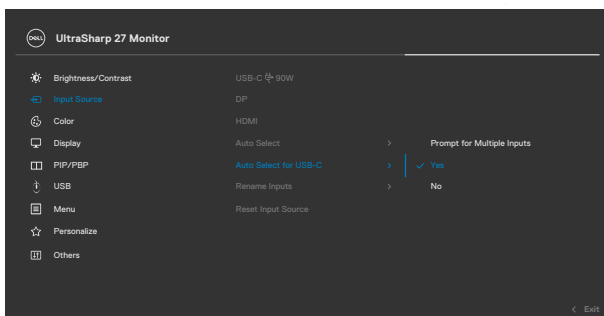 DELL UltraSharp 27 Monitor
Brightness/Contrast
Input Source
Color
Display
PIP/PBP
USB
Menu
Personalize
Others
USB-C 90W
DP
HDMI
Auto Select >
Auto Select for USB-C >
Rename Inputs >
Reset Input Source
Prompt for Multiple Inputs
✓ Yes
No
< Exit